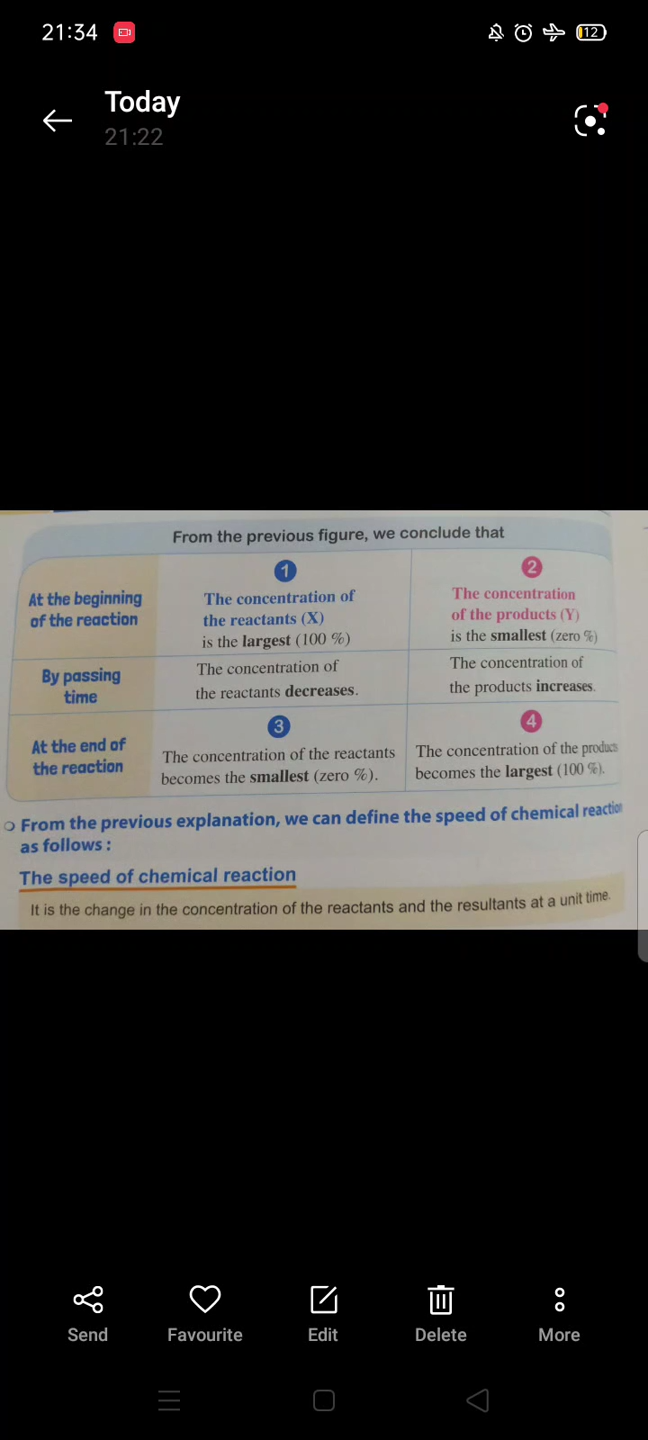 21:34
12
Today
21:22
From the previous figure, we conclude that
1
2
At the beginning
of the reaction
The concentration of
the reactants (X)
is the largest (100 %)
The concentration
of the products (Y)
is the smallest (zero %)
By passing
time
The concentration of
the reactants decreases.
The concentration of
the products increases.
3
4
At the end of
the reaction
The concentration of the reactants
becomes the smallest (zero %).
The concentration of the products
becomes the largest (100 %).
From the previous explanation, we can define the speed of chemical reaction
as follows :
The speed of chemical reaction
It is the change in the concentration of the reactants and the resultants at a unit time.
Send
Favourite
Edit
Delete
More